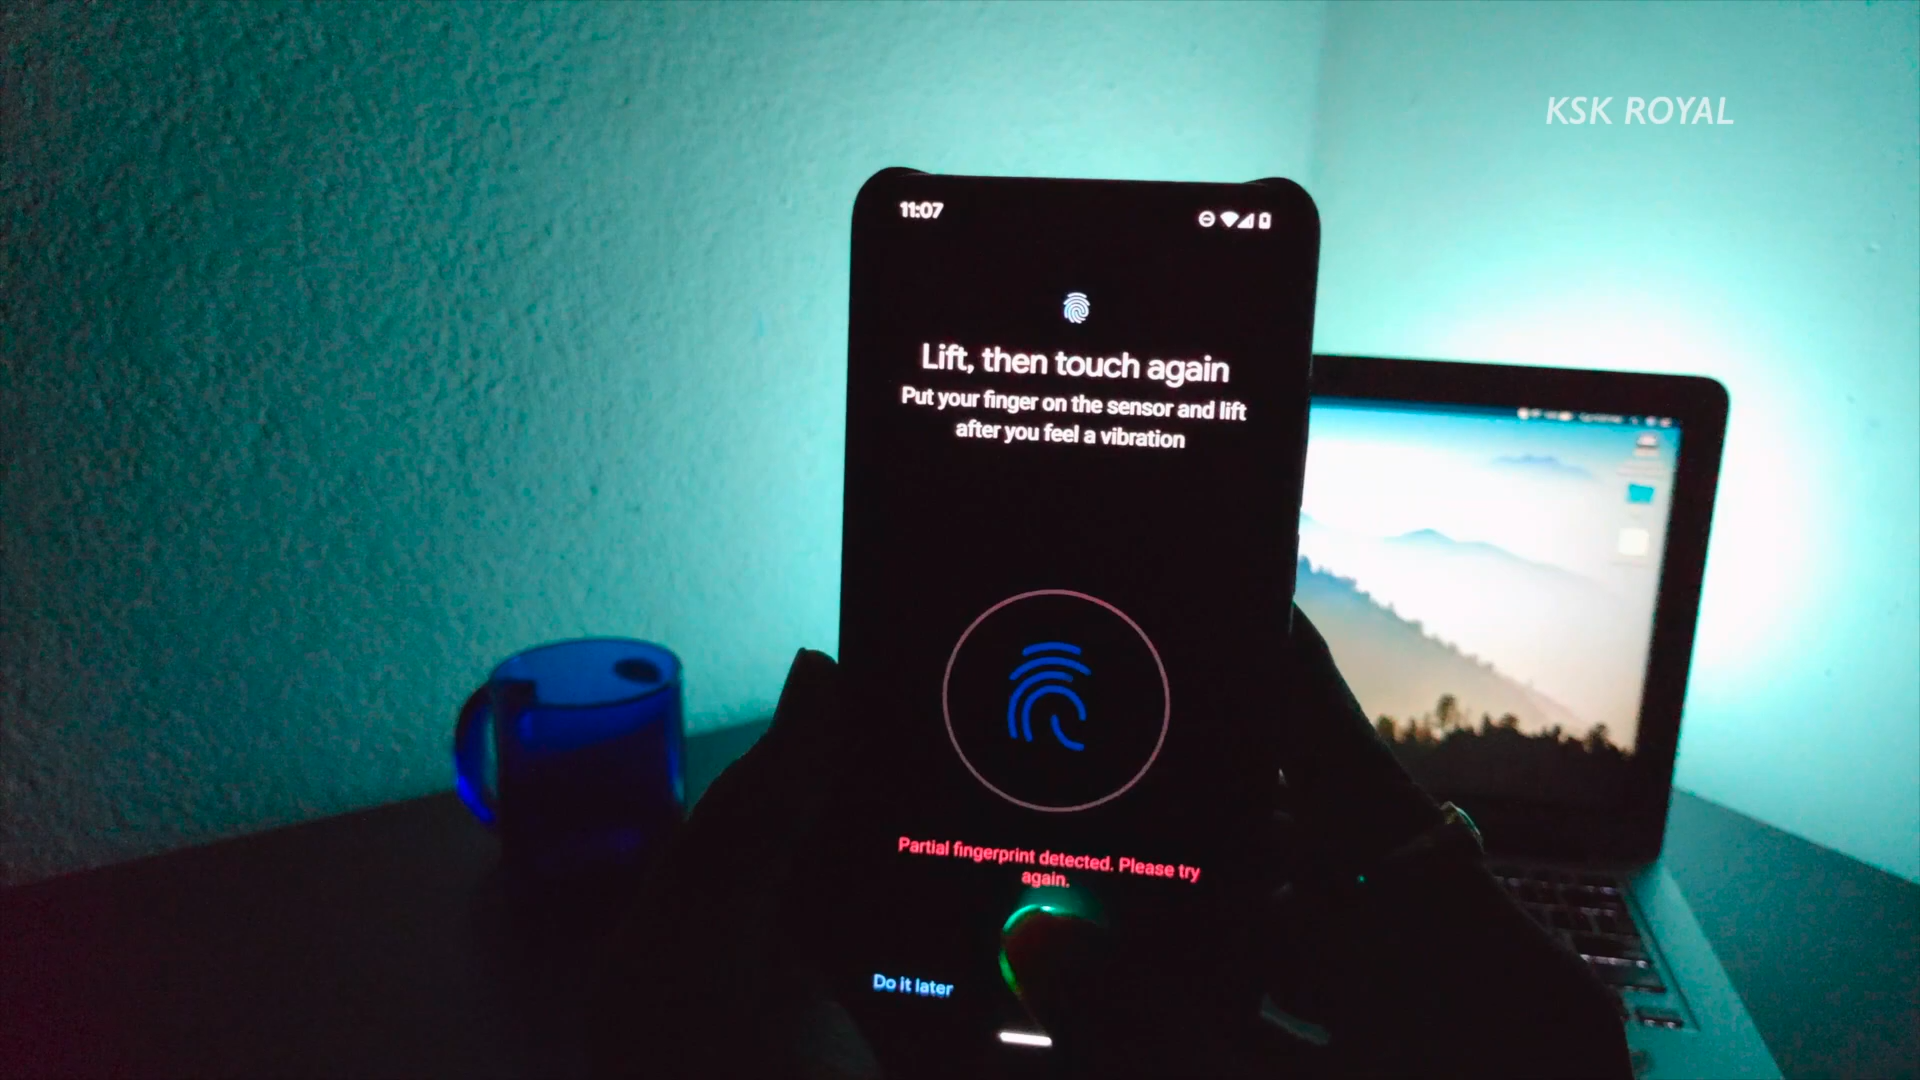 KSK ROYAL
11:07
Lift, then touch again
Put your finger on the sensor and lift
after you feel a vibration
Partial fingerprint detected. Please try
again.
Do it later